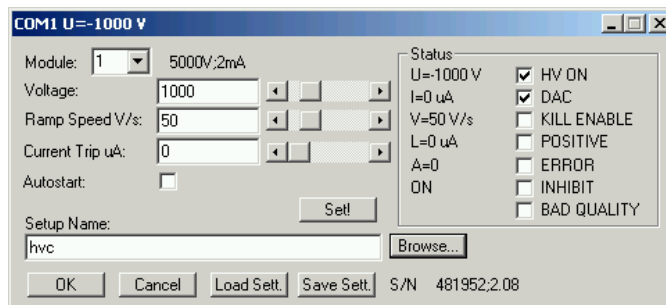 COM1 U=-1000 V
Module: 1 5000V;2mA
Voltage: 1000
Ramp Speed V/s: 50
Current Trip uA: 0
Autostart:
Set!
Setup Name:
hvc
Browse...
Status
U=-1000 V HV ON
I=0 uA DAC
V=50 V/s KILL ENABLE
L=0 uA POSITIVE
A=0 ERROR
ON INHIBIT
BAD QUALITY
OK Cancel Load Sett. Save Sett. S/N 481952;2.08